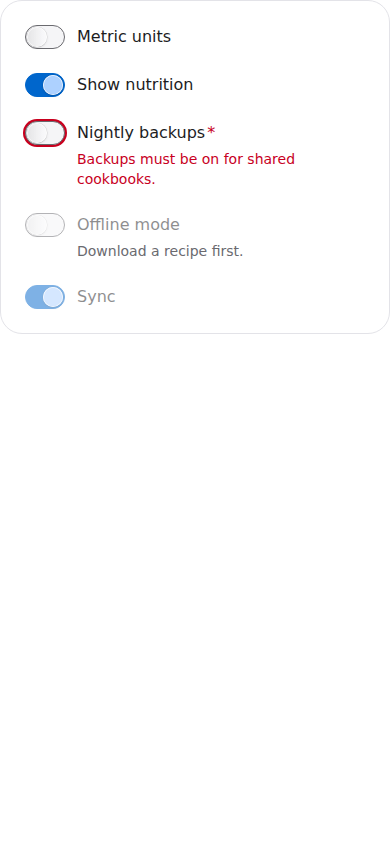 Metric units
Show nutrition
Nightly backups*
Backups must be on for shared
cookbooks.
Offline mode
Download a recipe first.
Sync